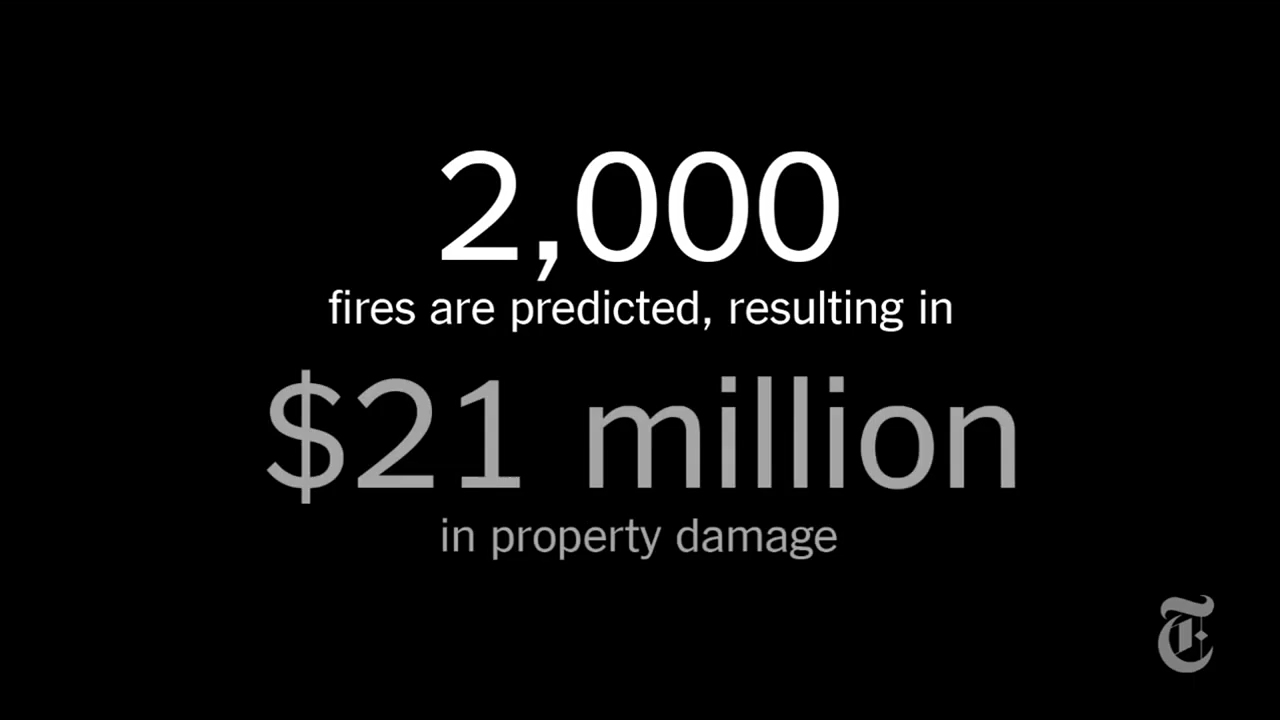 2,000
fires are predicted, resulting in
$21 million
in property damage
T